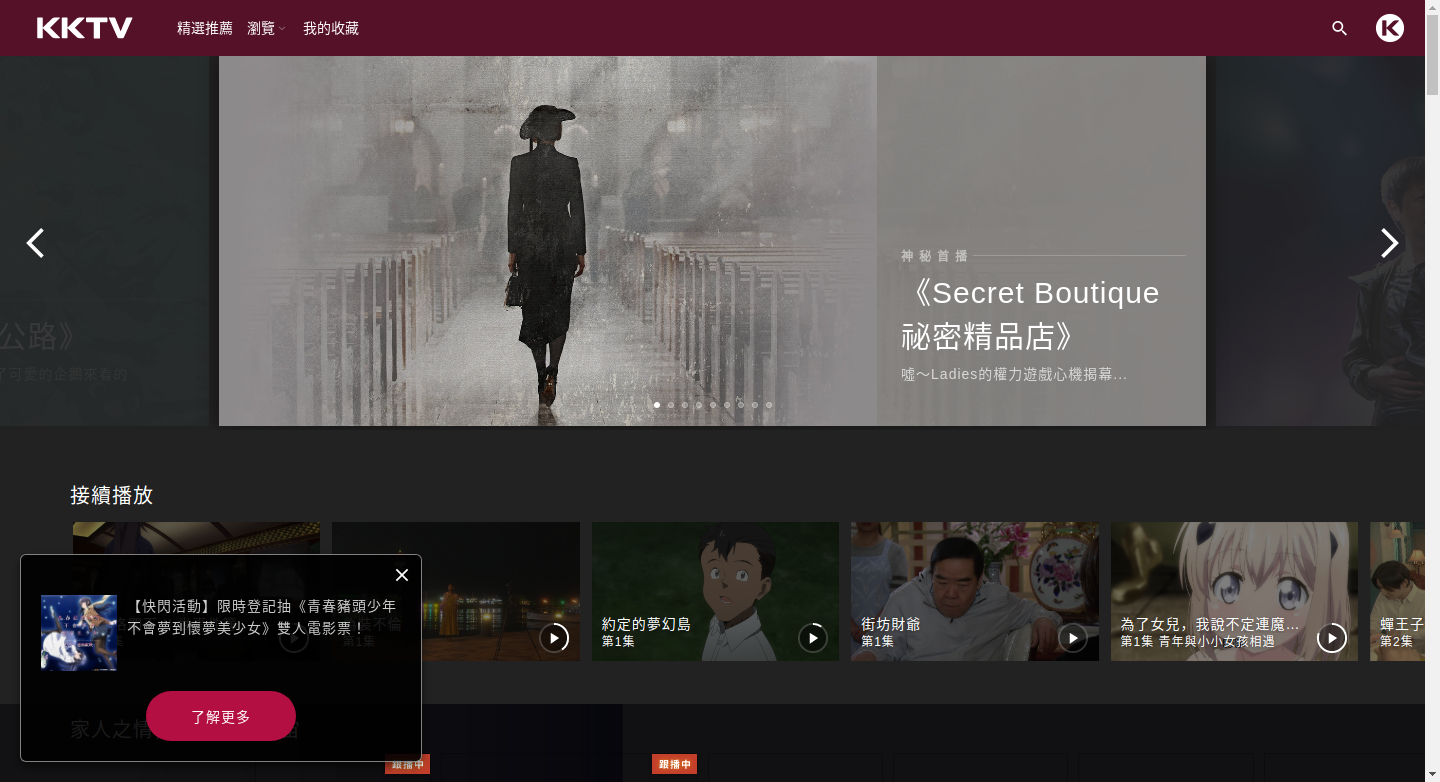 KKTV
精選推薦 瀏覽 我的收藏
公路》
了可愛的企鵝來看的
神秘首播
《Secret Boutique
祕密精品店》
噓～Ladies的權力遊戲心機揭幕...
接續播放
約定的夢幻島
第1集
街坊財爺
第1集
為了女兒，我說不定連魔...
第1集 青年與小小女孩相遇
蟬王子
第2集
【快閃活動】限時登記抽《青春豬頭少年
不會夢到懷夢美少女》雙人電影票！
第1集
了解更多
家人之情
跟播中
跟播中